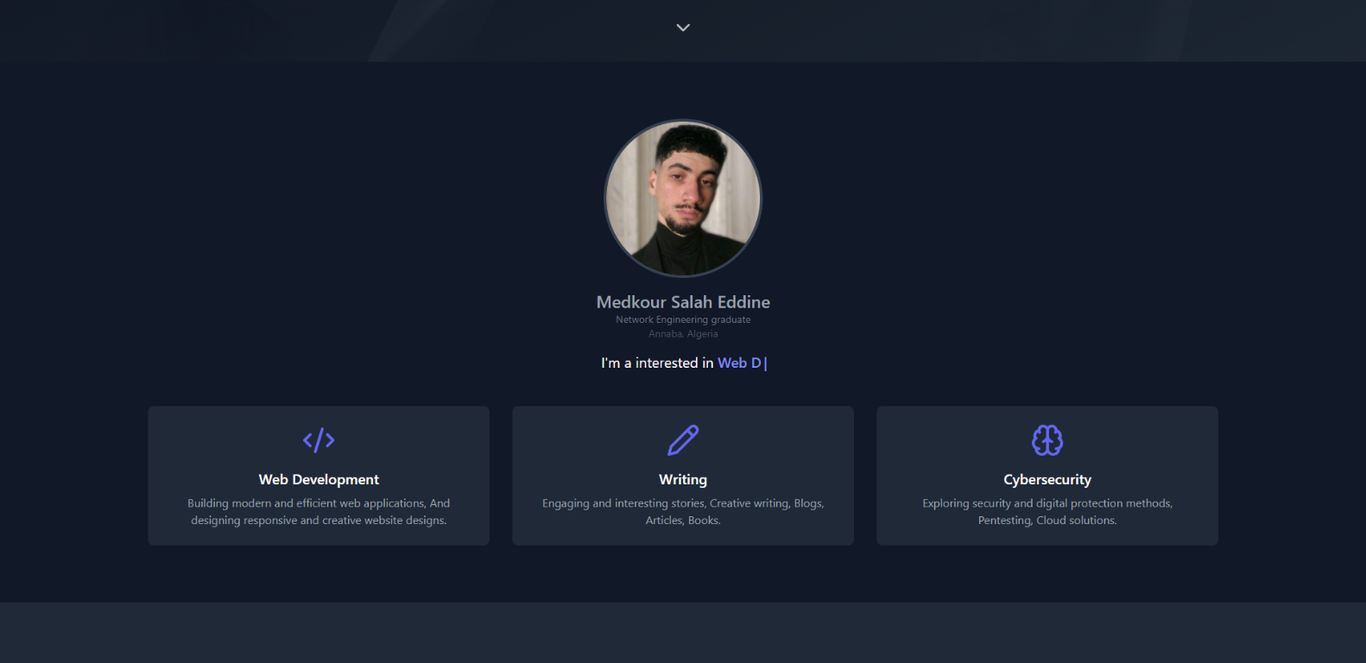 Medkour Salah Eddine
Network Engineering graduate
Annaba, Algeria
I'm a interested in Web D|
Web Development
Building modern and efficient web applications, And
designing responsive and creative website designs.
Writing
Engaging and interesting stories, Creative writing, Blogs,
Articles, Books.
Cybersecurity
Exploring security and digital protection methods,
Pentesting, Cloud solutions.